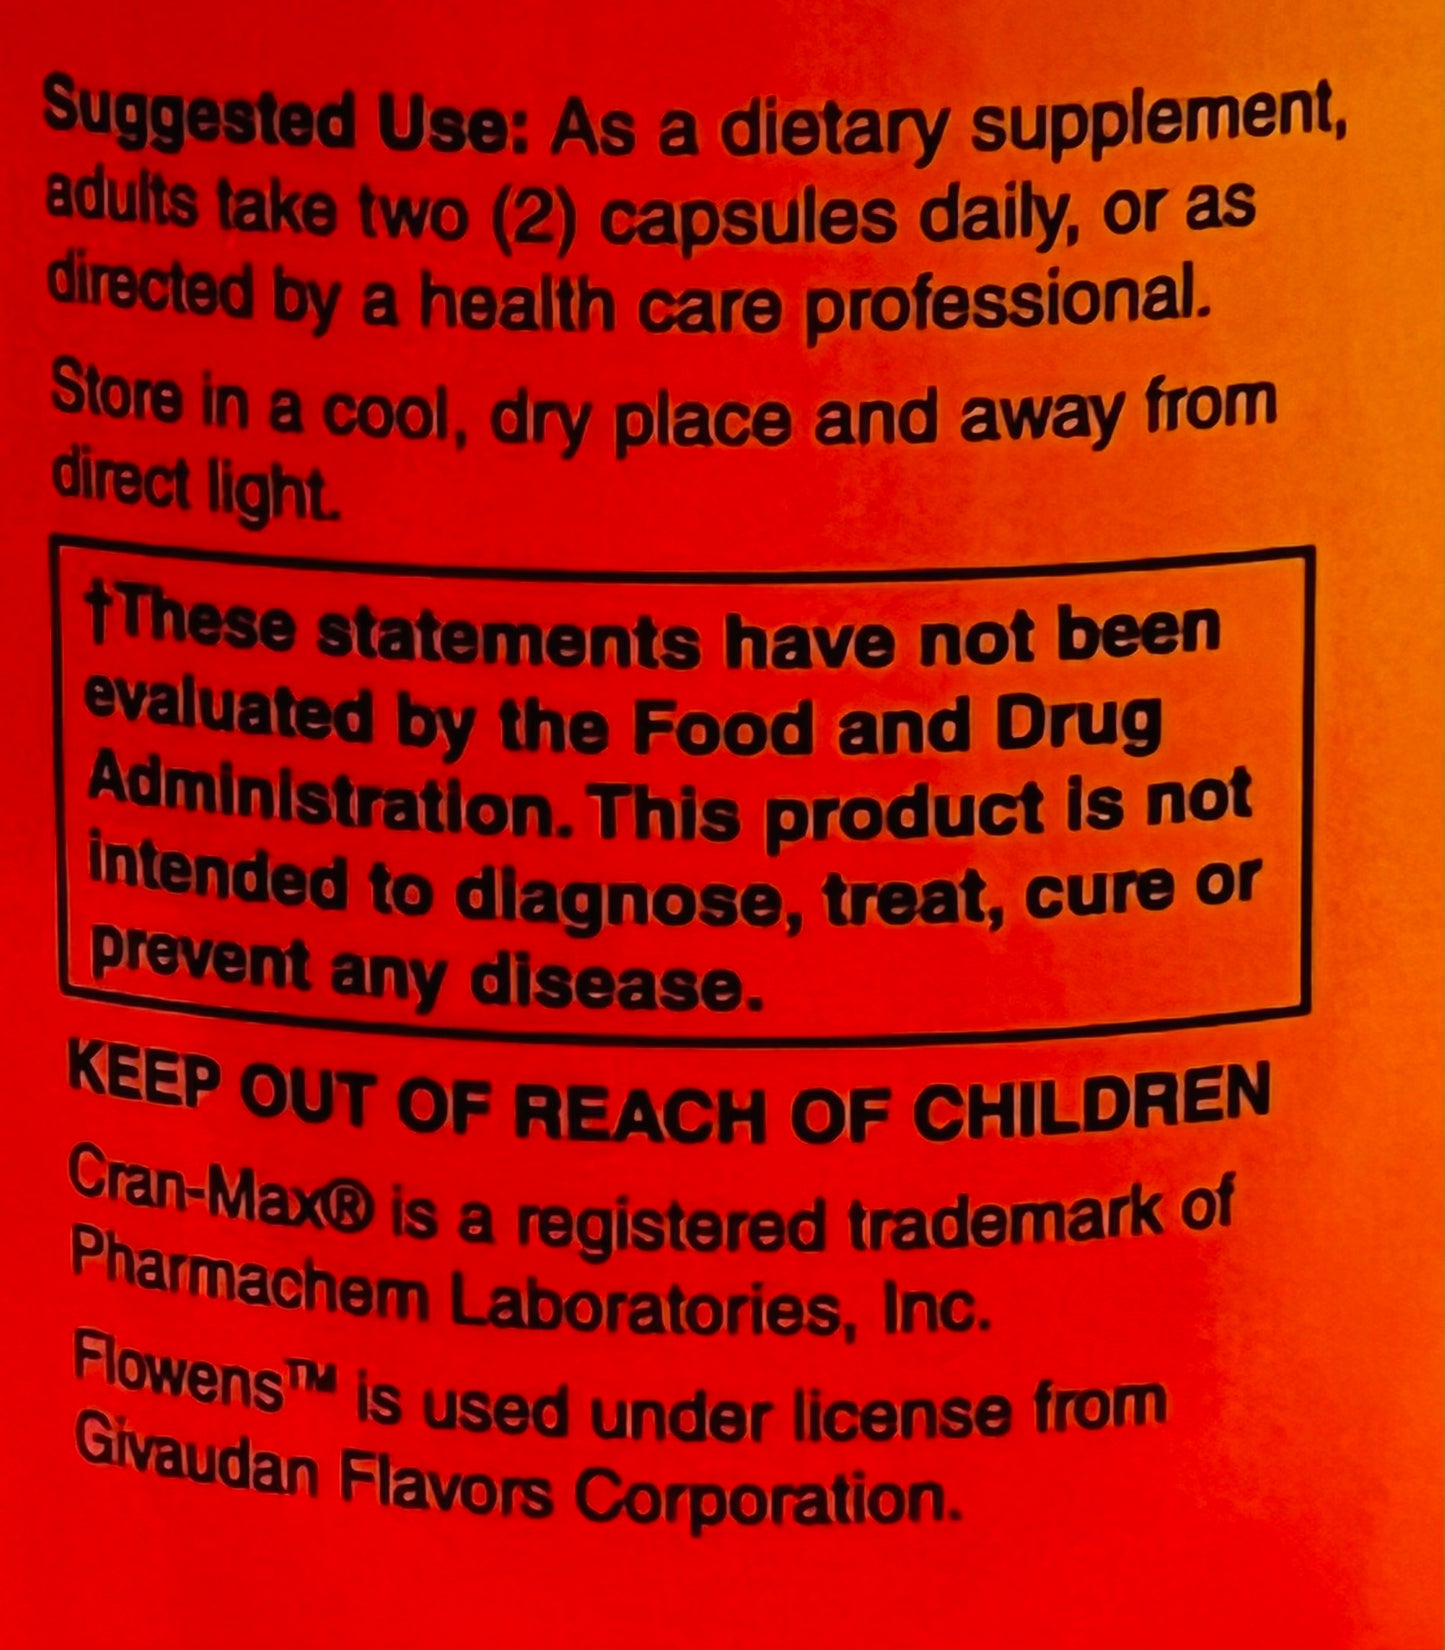 Suggested Use: As a dietary supplement,
adults take two (2) capsules daily, or as
directed by a health care professional.
Store in a cool, dry place and away from
direct light.
†These statements have not been
evaluated by the Food and Drug
Administration. This product is not
intended to diagnose, treat, cure or
prevent any disease.
KEEP OUT OF REACH OF CHILDREN
Cran-Max® is a registered trademark of
Pharmachem Laboratories, Inc.
Flowens™ is used under license from
Givaudan Flavors Corporation.